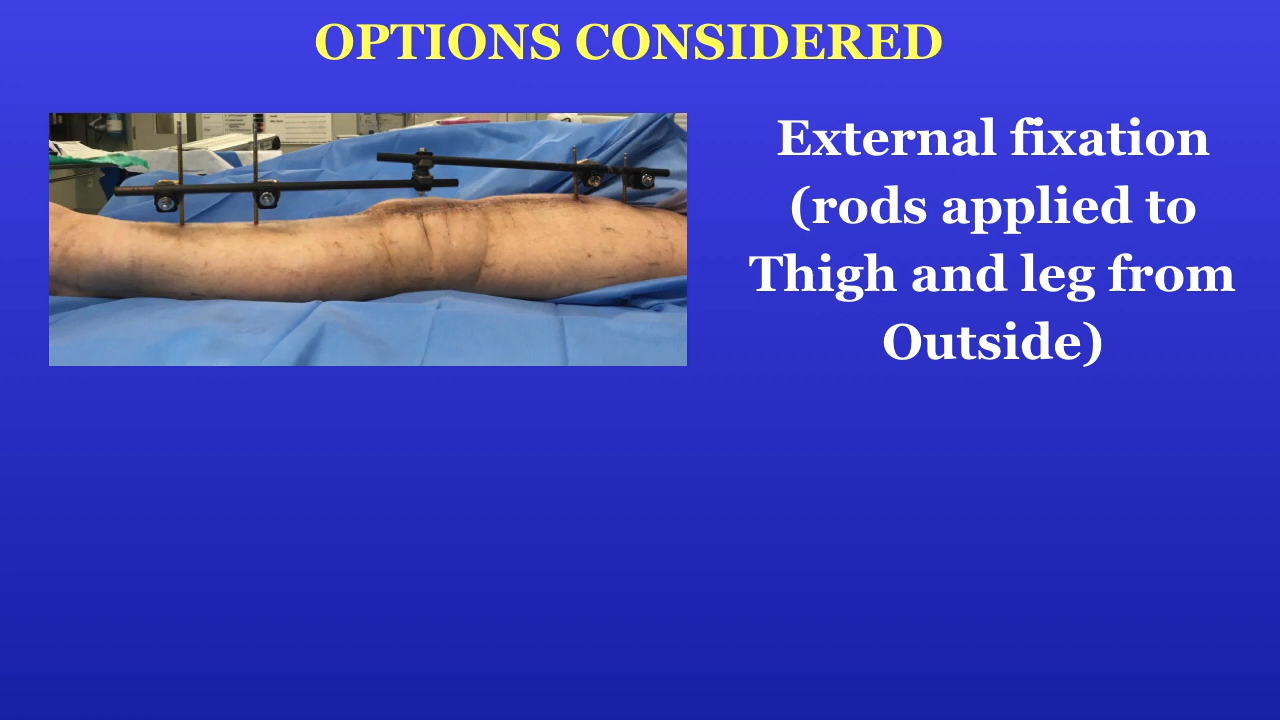 OPTIONS CONSIDERED
External fixation
(rods applied to
Thigh and leg from
Outside)